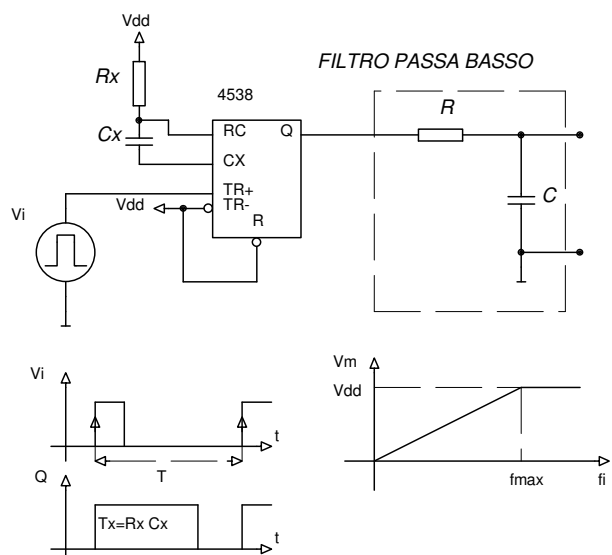 Vdd
FILTRO PASSA BASSO
Rx
4538
R
Cx
RC
Q
CX
TR+
Vdd
TR-
R
Vi
C
Vi
t
T
Q
Tx=Rx Cx
t
Vm
Vdd
fmax
fi